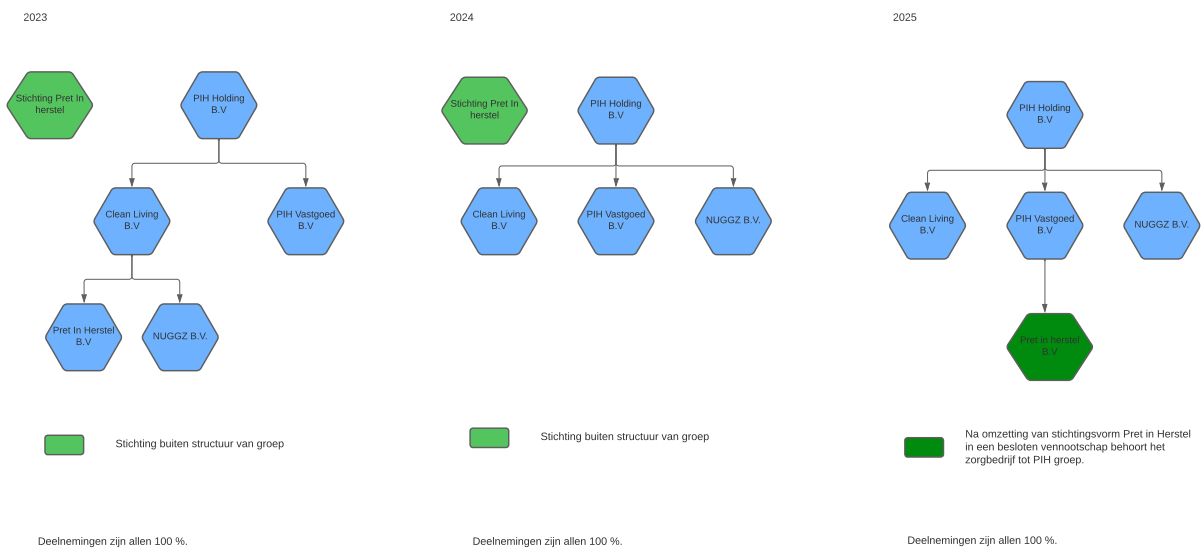 2023
Stichting Pret In
herstel
PIH Holding
B.V
Clean Living
B.V
PIH Vastgoed
B.V
Pret In Herstel
B.V
NUGGZ B.V.
Stichting buiten structuur van groep
Deelnemingen zijn allen 100 %.
2024
Stichting Pret In
herstel
PIH Holding
B.V
Clean Living
B.V
PIH Vastgoed
B.V
NUGGZ B.V.
Stichting buiten structuur van groep
Deelnemingen zijn allen 100 %.
2025
PIH Holding
B.V
Clean Living
B.V
PIH Vastgoed
B.V
NUGGZ B.V.
Pret in herstel
B.V
Na omzetting van stichtingsvorm Pret in Herstel
in een besloten vennootschap behoort het
zorgbedrijf tot PIH groep.
Deelnemingen zijn allen 100 %.